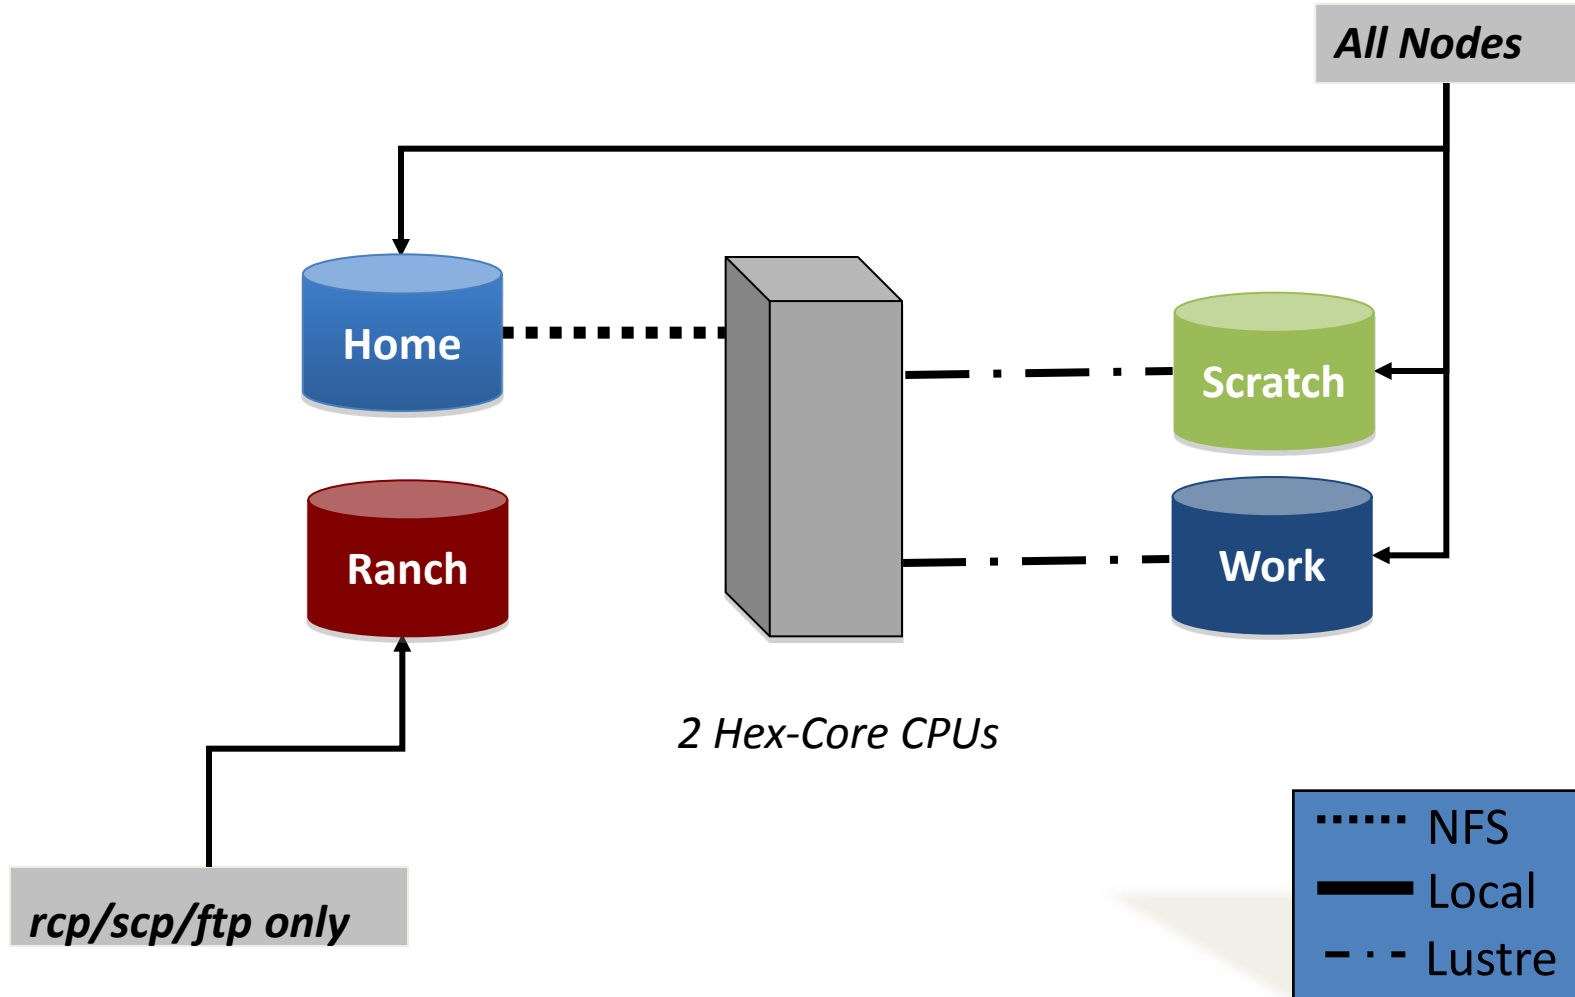 All Nodes
Home
Scratch
Ranch
Work
2 Hex-Core CPUs
NFS
Local
Lustre
rcp/scp/ftp only